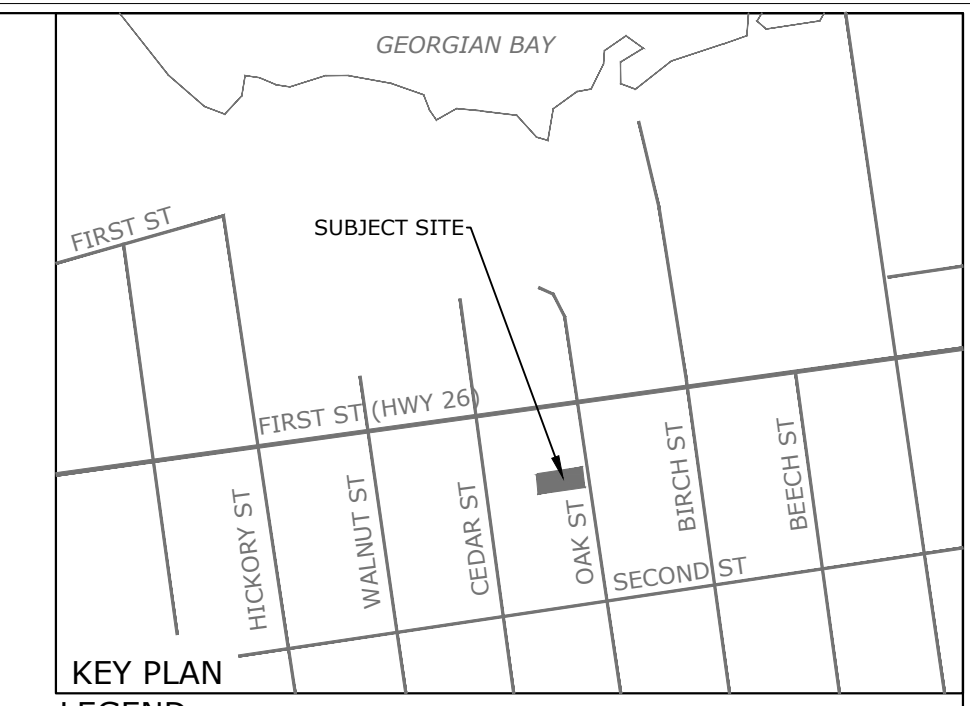 GEORGIAN BAY
FIRST ST
SUBJECT SITE
FIRST ST (HWY 26)
HICKORY ST
WALNUT ST
CEDAR ST
OAK ST
BIRCH ST
BEECH ST
SECOND ST
KEY PLAN
LEGEND